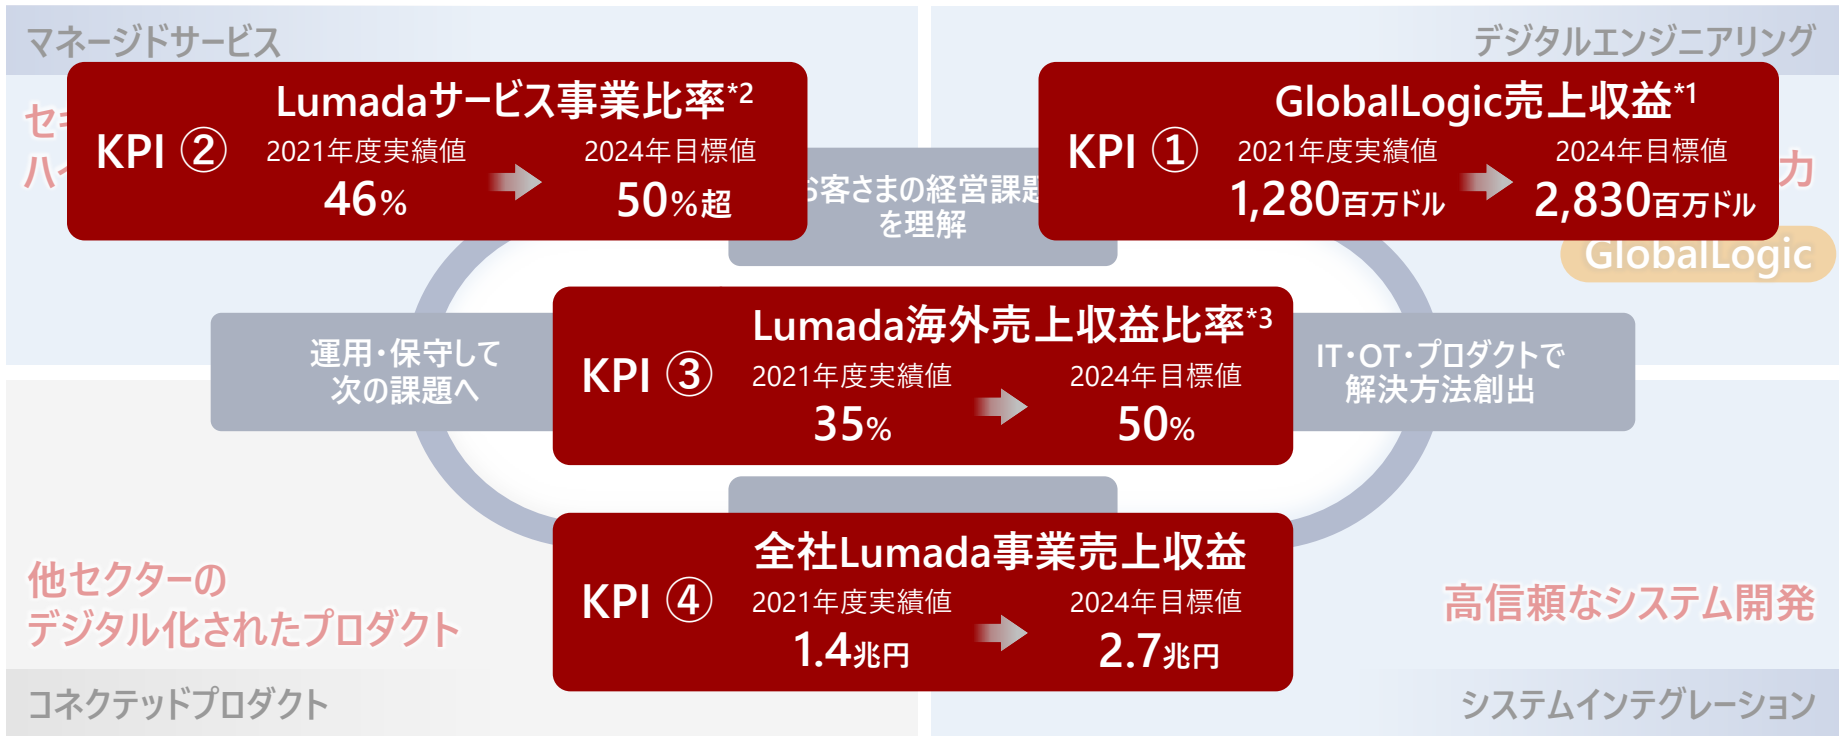 マネージドサービス
デジタルエンジニアリング
Lumadaサービス事業比率*2
KPI ②
2021年度実績値
2024年目標値
46%
50%超
GlobalLogic売上収益*1
KPI ①
2021年度実績値
2024年目標値
1,280百万ドル
2,830百万ドル
セ
ハイ
力
お客さまの経営課題
を理解
GlobalLogic
運用・保守して
次の課題へ
Lumada海外売上収益比率*3
KPI ③
2021年度実績値
2024年目標値
35%
50%
IT・OT・プロダクトで
解決方法創出
全社Lumada事業売上収益
KPI ④
2021年度実績値
2024年目標値
1.4兆円
2.7兆円
他セクターの
デジタル化されたプロダクト
高信頼なシステム開発
コネクテッドプロダクト
システムインテグレーション